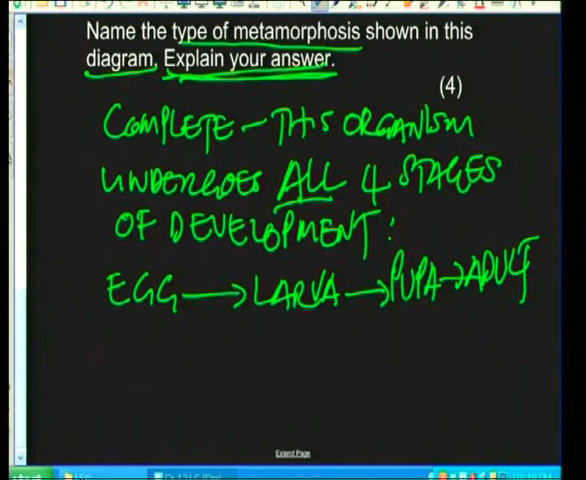 Name the type of metamorphosis shown in this
diagram, Explain your answer.
(4)
COMPLETE – THIS ORGANISM
UNDERGOES ALL 4 STAGES
OF DEVELOPMENT:
EGG → LARVA → PUPA → ADULT
Extend Page